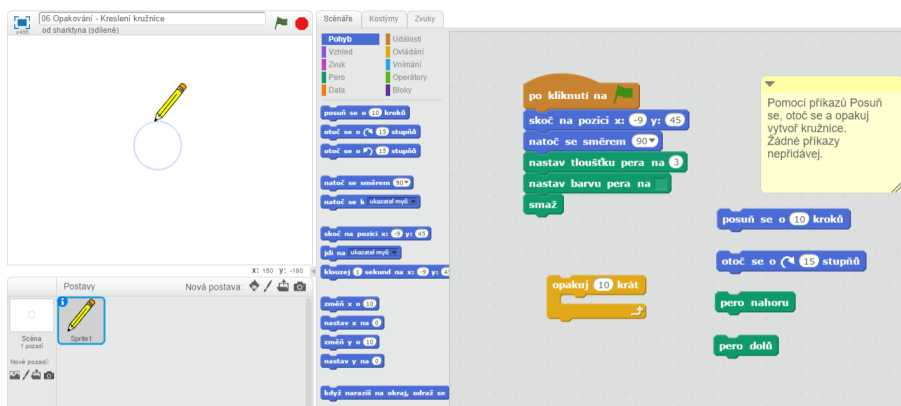 06 Opakování - Kreslení kružnice
od sharktyna (sdílené)
v456
x: 150 y: -180
Postavy
Nová postava:
Scéna
1 pozadí
Nové pozadí:
Sprite1
Scénáře Kostýmy Zvuky
Pohyb Události
Vzhled Ovládání
Zvuk Vnímání
Pero Operátory
Data Bloky
posuň se o 10 kroků
otoč se o 15 stupňů
otoč se o 15 stupňů
natoč se směrem 90
natoč se k ukazatel myš
skoč na pozici x: -9 y: 45
jdi na ukazatel myš
klouzej 1 sekund na x: -9 y: 45
změň x o 10
nastav x na 0
změň y o 10
nastav y na 0
když narazíš na okraj, odraž se
po kliknutí na
skoč na pozici x: -9 y: 45
natoč se směrem 90
nastav tloušťku pera na 3
nastav barvu pera na
smaž
opakuj 10 krát
Pomocí příkazů Posuň
se, otoč se a opakuj
vytvoř kružnice.
Žádné příkazy
nepřidávej.
posuň se o 10 kroků
otoč se o 15 stupňů
pero nahoru
pero dolů